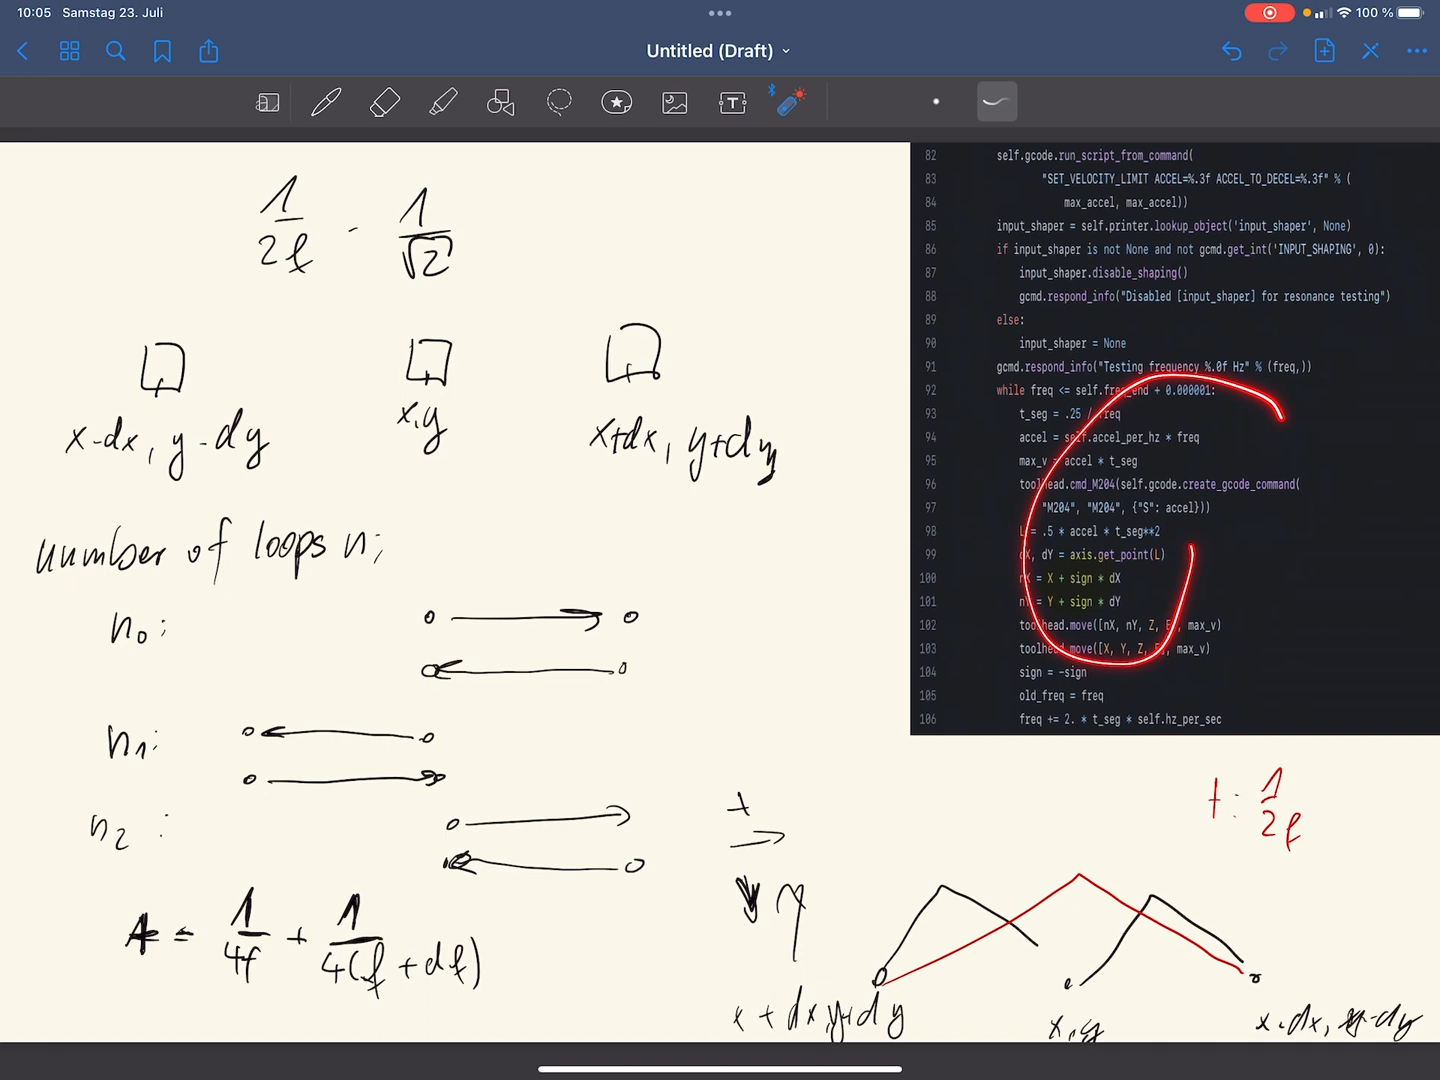 10:05 Samstag 23. Juli
100 %
Untitled (Draft)
T
1
2f
·
1
√2
x-dx, y-dy
x,y
x+dx, y+dy
number of loops n:
n0:
n1:
n2 :
= 1/4f + 1/4(f+df)
82 self.gcode.run_script_from_command(
83 "SET_VELOCITY_LIMIT ACCEL=%.3f ACCEL_TO_DECEL=%.3f" % (
84 max_accel, max_accel))
85 input_shaper = self.printer.lookup_object('input_shaper', None)
86 if input_shaper is not None and not gcmd.get_int('INPUT_SHAPING', 0):
87 input_shaper.disable_shaping()
88 gcmd.respond_info("Disabled [input_shaper] for resonance testing")
89 else:
90 input_shaper = None
91 gcmd.respond_info("Testing frequency %.0f Hz" % (freq,))
92 while freq <= self.freq_end + 0.000001:
93 t_seg = .25 / freq
94 accel = self.accel_per_hz * freq
95 max_v = accel * t_seg
96 toolhead.cmd_M204(self.gcode.create_gcode_command(
97 "M204", "M204", {"S": accel}))
98 L = .5 * accel * t_seg**2
99 dX, dY = axis.get_point(L)
100 nX = X + sign * dX
101 nY = Y + sign * dY
102 toolhead.move([nX, nY, Z, E], max_v)
103 toolhead.move([X, Y, Z, E], max_v)
104 sign = -sign
105 old_freq = freq
106 freq += 2. * t_seg * self.hz_per_sec
t: 1/2f
x+dx, y+dy
x,y
x-dx, y-dy